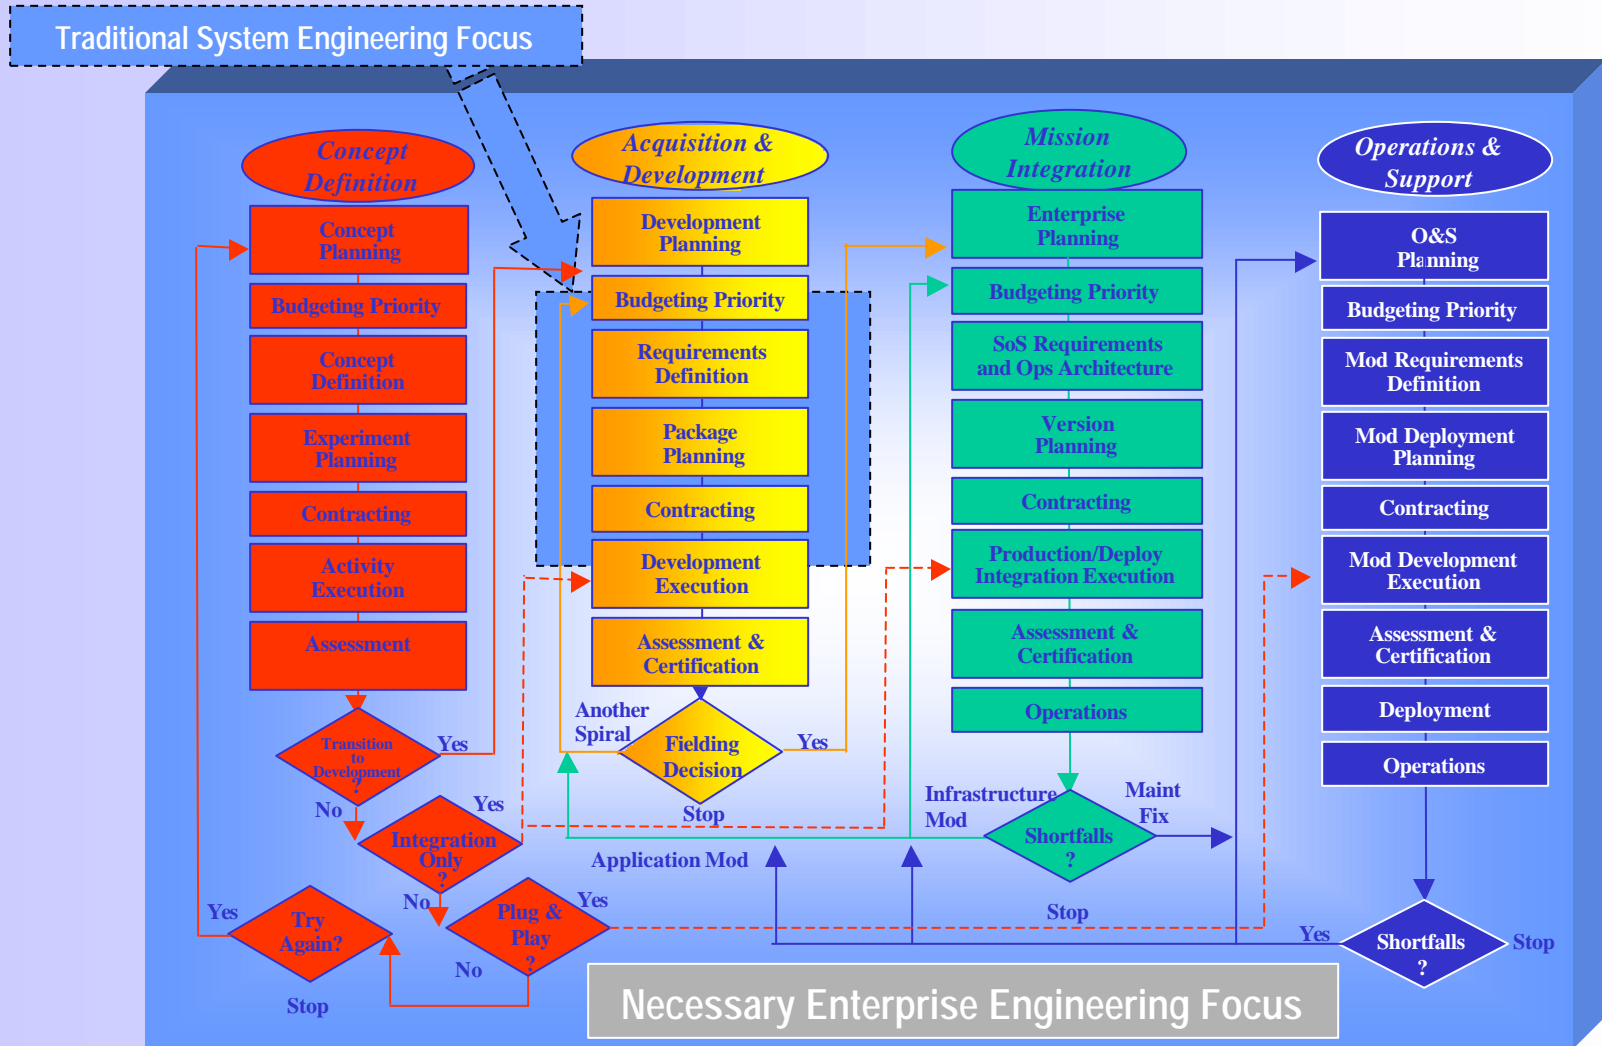 Traditional System Engineering Focus
Concept
Definition
Concept
Planning
Budgeting Priority
Concept
Definition
Experiment
Planning
Contracting
Activity
Execution
Assessment
Transition
to
Development
?
Yes
No
Integration
Only
?
Yes
No
Plug &
Play
?
Yes
No
Try
Again?
Yes
Stop
Acquisition &
Development
Development
Planning
Budgeting Priority
Requirements
Definition
Package
Planning
Contracting
Development
Execution
Assessment &
Certification
Another
Spiral
Fielding
Decision
Yes
Stop
Application Mod
Mission
Integration
Enterprise
Planning
Budgeting Priority
SoS Requirements
and Ops Architecture
Version
Planning
Contracting
Production/Deploy
Integration Execution
Assessment &
Certification
Operations
Infrastructure
Mod
Shortfalls
?
Maint
Fix
Stop
Operations &
Support
O&S
Planning
Budgeting Priority
Mod Requirements
Definition
Mod Deployment
Planning
Contracting
Mod Development
Execution
Assessment &
Certification
Deployment
Operations
Yes
Shortfalls
?
Stop
Necessary Enterprise Engineering Focus